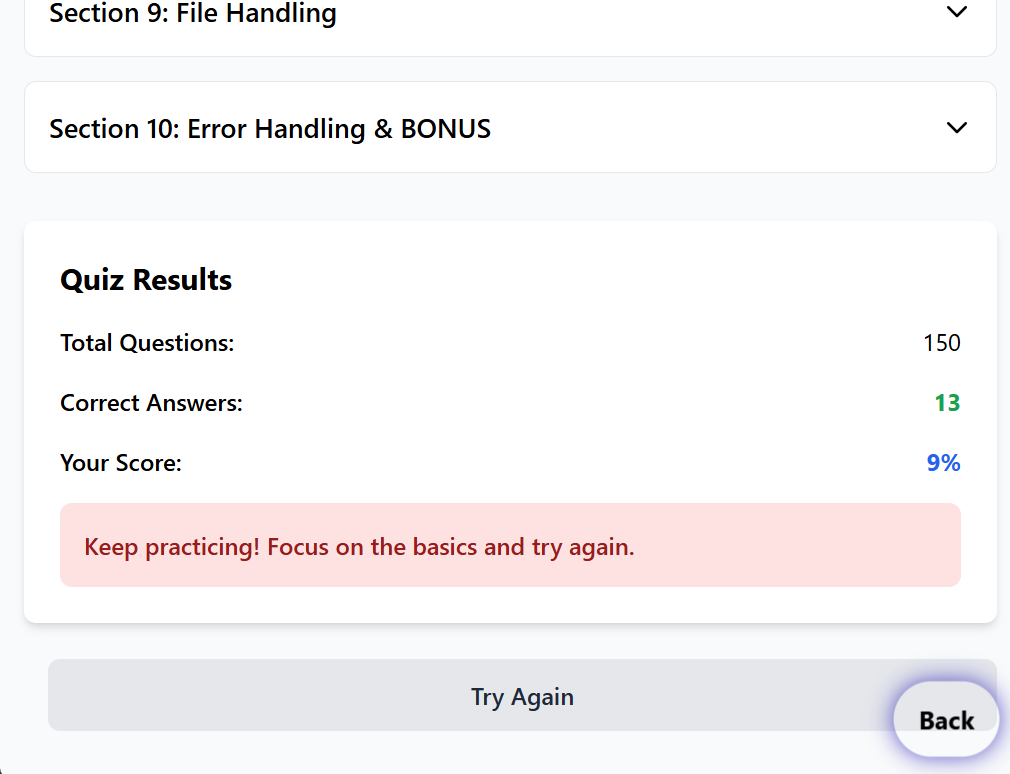 Section 9: File Handling
Section 10: Error Handling & BONUS
Quiz Results
Total Questions: 150
Correct Answers: 13
Your Score: 9%
Keep practicing! Focus on the basics and try again.
Try Again
Back